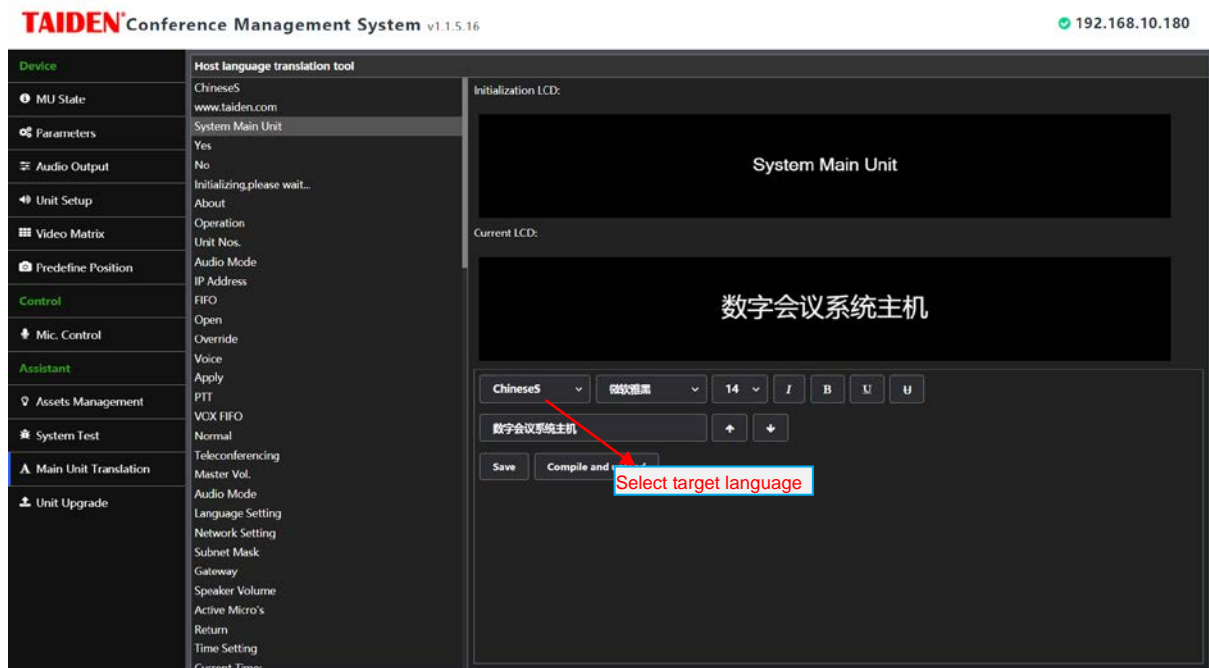 TAIDEN® Conference Management System v1.1.5.16
192.168.10.180
Device
MU State
Parameters
Audio Output
Unit Setup
Video Matrix
Predefine Position
Control
Mic. Control
Assistant
Assets Management
System Test
Main Unit Translation
Unit Upgrade
Host language translation tool
ChineseS
www.taiden.com
System Main Unit
Yes
No
Initializing,please wait...
About
Operation
Unit Nos.
Audio Mode
IP Address
FIFO
Open
Override
Voice
Apply
PTT
VOX FIFO
Normal
Teleconferencing
Master Vol.
Audio Mode
Language Setting
Network Setting
Subnet Mask
Gateway
Speaker Volume
Active Micro's
Return
Time Setting
Current Time:
Initialization LCD:
System Main Unit
Current LCD:
数字会议系统主机
ChineseS 微软雅黑 14 I B U U
数字会议系统主机
Save Compile and
Select target language